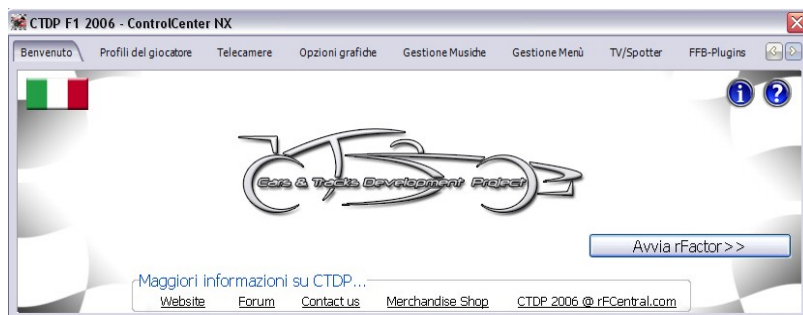 CTDP F1 2006 - ControlCenter NX
Benvenuto Profili del giocatore Telecamere Opzioni grafiche Gestione Musiche Gestione Menù TV/Spotter FFB-Plugins
Cars & Tracks Development Project
Avvia rFactor>>
Maggiori informazioni su CTDP...
Website Forum Contact us Merchandise Shop CTDP 2006 @ rFCentral.com